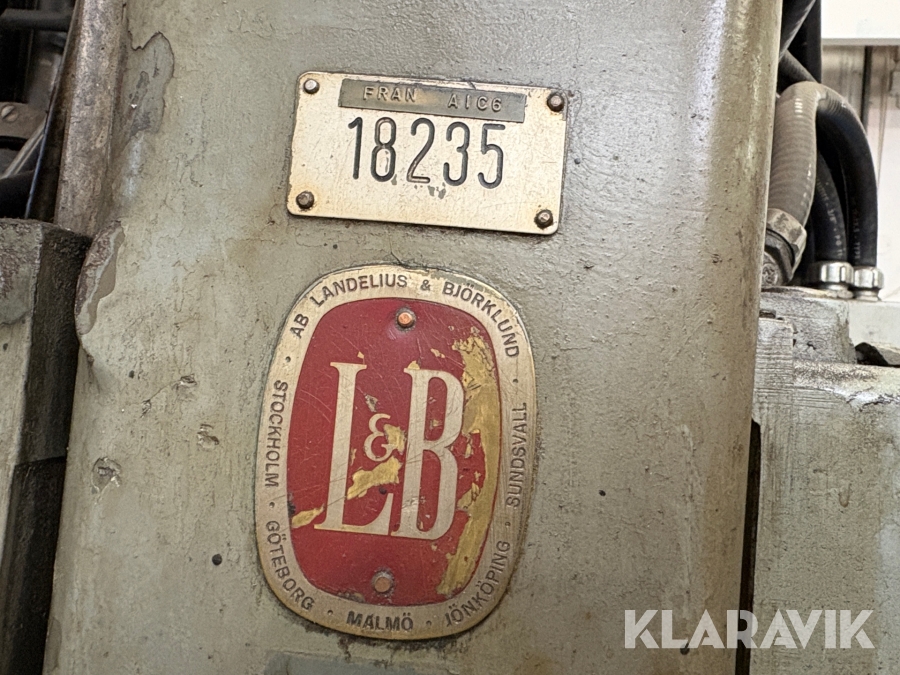 FRAN AIC6
18235
AB LANDELIUS & BJÖRKLUND
L&B
STOCKHOLM · GÖTEBORG · MALMÖ · JÖNKÖPING · SUNDSVALL
KLARAVIK